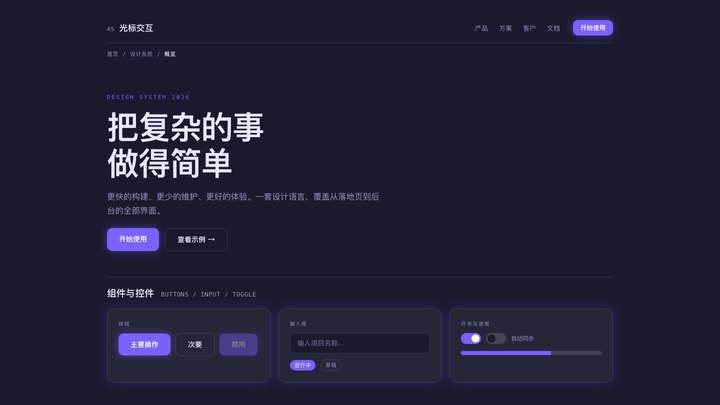 45 光标交互
产品 方案 客户 文档 开始使用
首页 / 设计系统 / 概览
DESIGN SYSTEM 2026
把复杂的事
做得简单
更快的构建、更少的维护、更好的体验。一套设计语言，覆盖从落地页到后
台的全部界面。
开始使用 查看示例 →
组件与控件 BUTTONS / INPUT / TOGGLE
按钮
主要操作 次要 禁用
输入框
输入项目名称…
进行中 草稿
开关与进度
自动同步